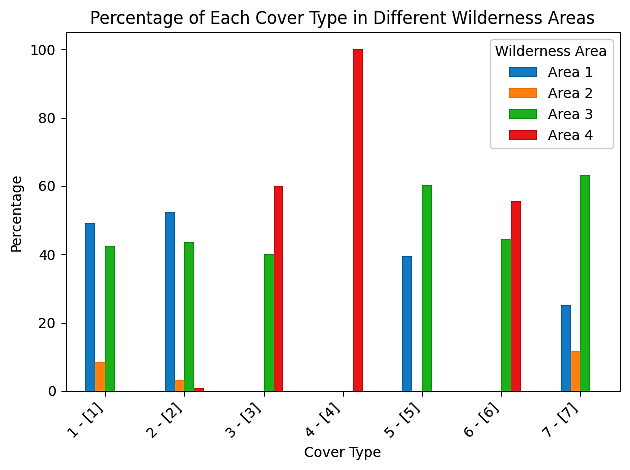 Percentage of Each Cover Type in Different Wilderness Areas
100
80
60
40
20
0
Percentage
Wilderness Area
Area 1
Area 2
Area 3
Area 4
1 - [1]
2 - [2]
3 - [3]
4 - [4]
5 - [5]
6 - [6]
7 - [7]
Cover Type